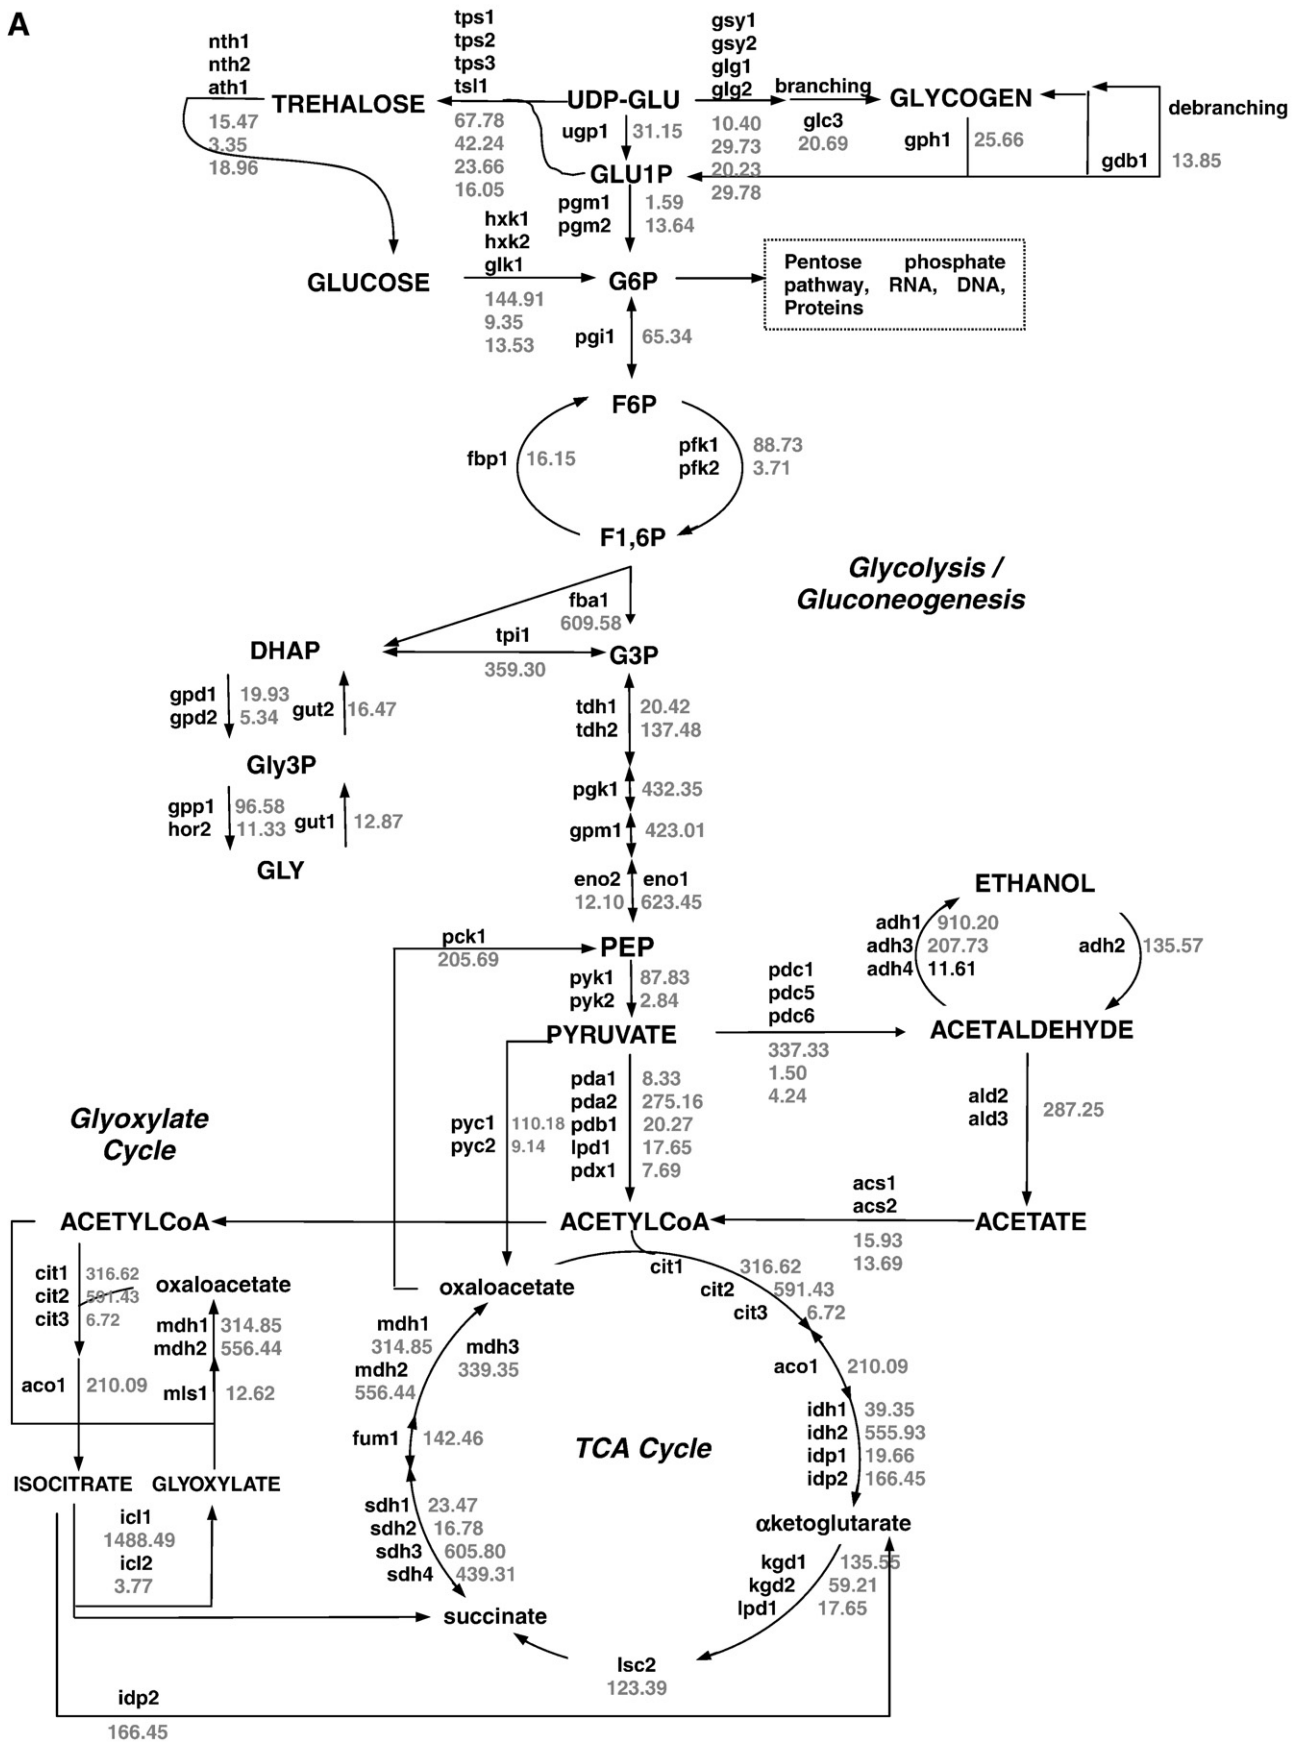 A
nth1
nth2
ath1
15.47
3.35
18.96
TREHALOSE
tps1
tps2
tps3
tsl1
67.78
42.24
23.66
16.05
UDP-GLU
ugp1 31.15
gsy1
gsy2
glg1
glg2
10.40
29.73
20.23
29.78
branching
glc3
20.69
GLYCOGEN
gph1 25.66
debranching
gdb1 13.85
GLU1P
pgm1 1.59
pgm2 13.64
GLUCOSE
hxk1
hxk2
glk1
144.91
9.35
13.53
G6P
Pentose phosphate
pathway, RNA, DNA,
Proteins
pgi1 65.34
F6P
fbp1 16.15
pfk1 88.73
pfk2 3.71
F1,6P
Glycolysis /
Gluconeogenesis
fba1
609.58
DHAP
tpi1
359.30
G3P
gpd1 19.93
gpd2 5.34
gut2 16.47
tdh1 20.42
tdh2 137.48
Gly3P
pgk1 432.35
gpp1 96.58
hor2 11.33
gut1 12.87
gpm1 423.01
GLY
eno2 eno1
12.10 623.45
ETHANOL
adh1 910.20
adh3 207.73
adh4 11.61
adh2 135.57
pck1
205.69
PEP
pyk1 87.83
pyk2 2.84
pdc1
pdc5
pdc6
337.33
1.50
4.24
PYRUVATE
ACETALDEHYDE
pda1 8.33
pda2 275.16
pdb1 20.27
lpd1 17.65
pdx1 7.69
pyc1 110.18
pyc2 9.14
ald2
ald3
287.25
Glyoxylate
Cycle
acs1
acs2
15.93
13.69
ACETYLCoA
ACETYLCoA
ACETATE
cit1 316.62
cit2 591.43
cit3 6.72
oxaloacetate
mdh1 314.85
mdh2 556.44
aco1 210.09
mls1 12.62
oxaloacetate
cit1 316.62
cit2 591.43
cit3 6.72
mdh1
314.85
mdh2
556.44
mdh3
339.35
aco1 210.09
idh1 39.35
idh2 555.93
idp1 19.66
idp2 166.45
fum1 142.46
TCA Cycle
ISOCITRATE GLYOXYLATE
icl1
1488.49
icl2
3.77
sdh1 23.47
sdh2 16.78
sdh3 605.80
sdh4 439.31
αketoglutarate
kgd1 135.55
kgd2 59.21
lpd1 17.65
succinate
lsc2
123.39
idp2
166.45